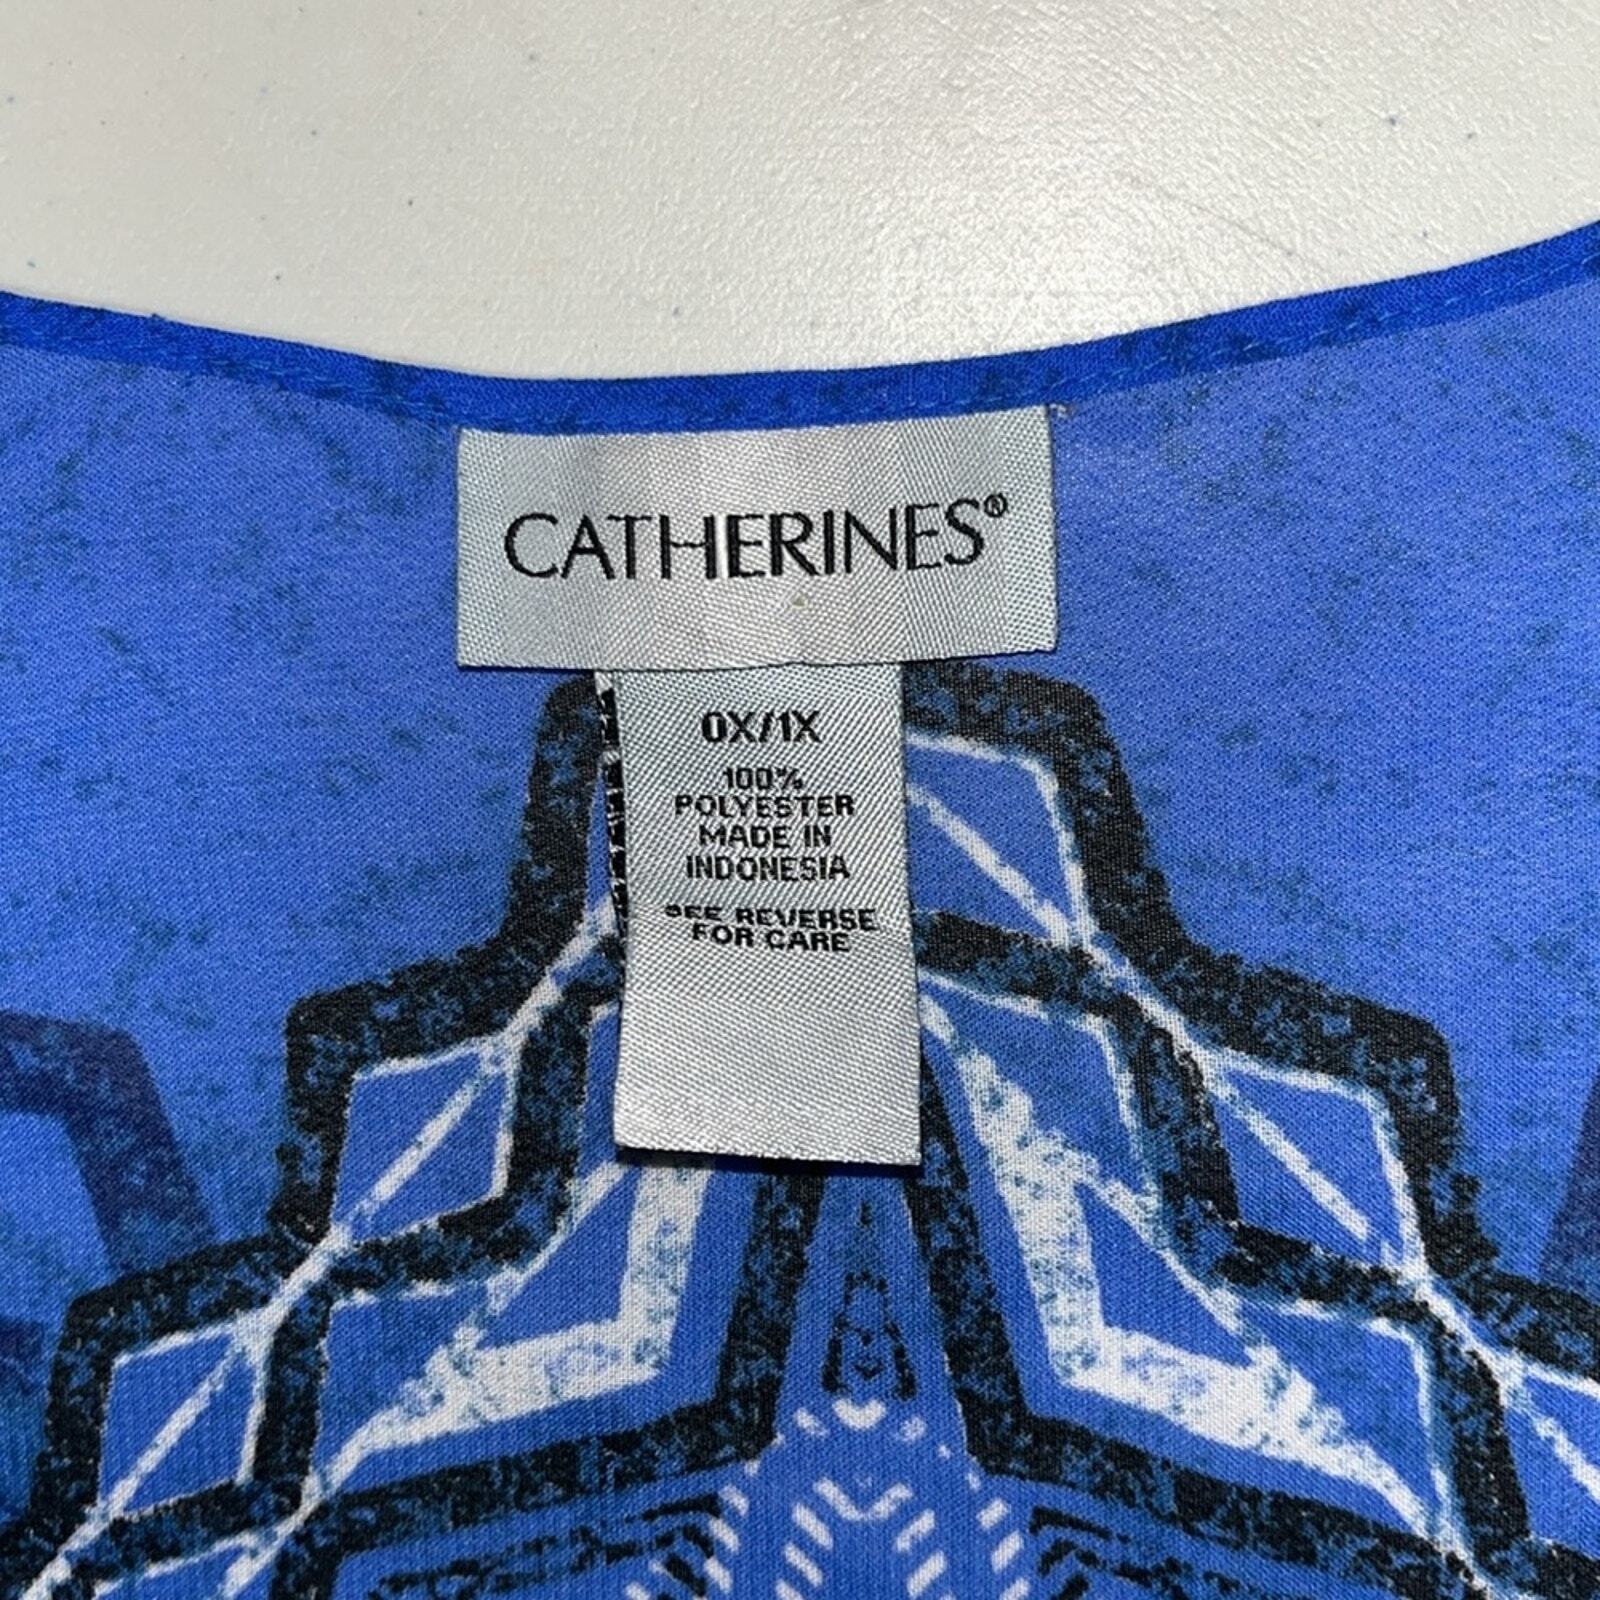 CATHERINES®
0X/1X
100%
POLYESTER
MADE IN
INDONESIA
SEE REVERSE
FOR CARE